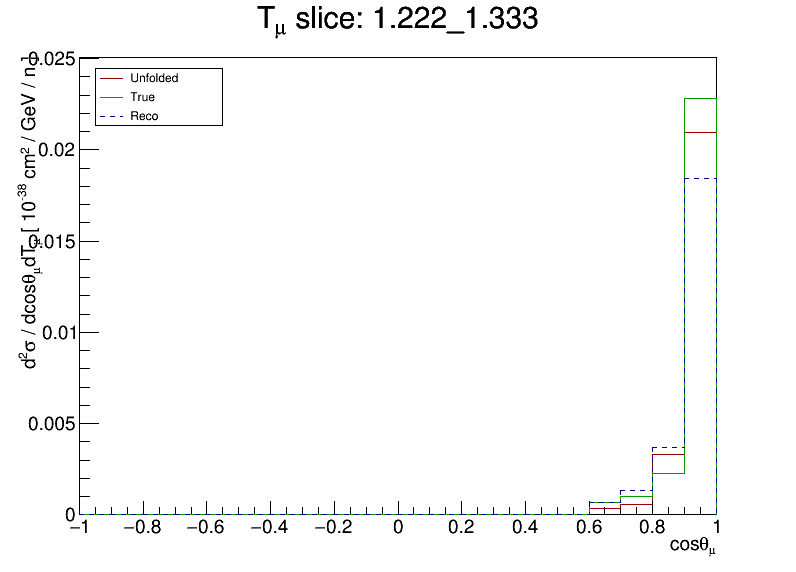 Tμ slice: 1.222_1.333
d²σ / dcosθμdTμ[ 10⁻³⁸ cm² / GeV / n.]
Unfolded
True
Reco
0.025
0.02
0.015
0.01
0.005
0
−1 −0.8 −0.6 −0.4 −0.2 0 0.2 0.4 0.6 0.8 1
cosθμ